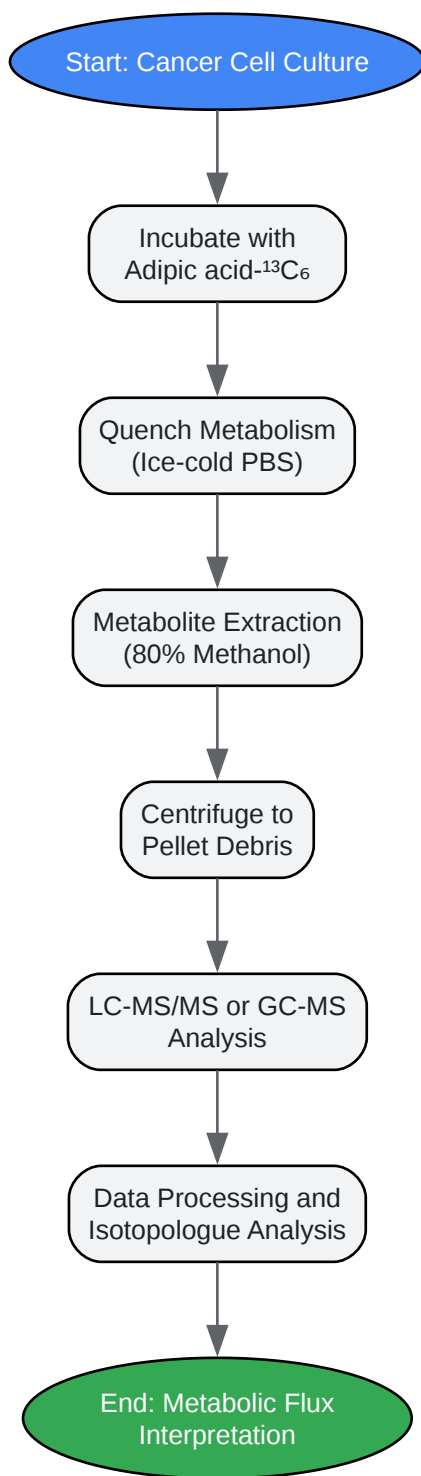 Start: Cancer Cell Culture
Incubate with
Adipic acid-¹³C₆
Quench Metabolism
(Ice-cold PBS)
Metabolite Extraction
(80% Methanol)
Centrifuge to
Pellet Debris
LC-MS/MS or GC-MS
Analysis
Data Processing and
Isotopologue Analysis
End: Metabolic Flux
Interpretation